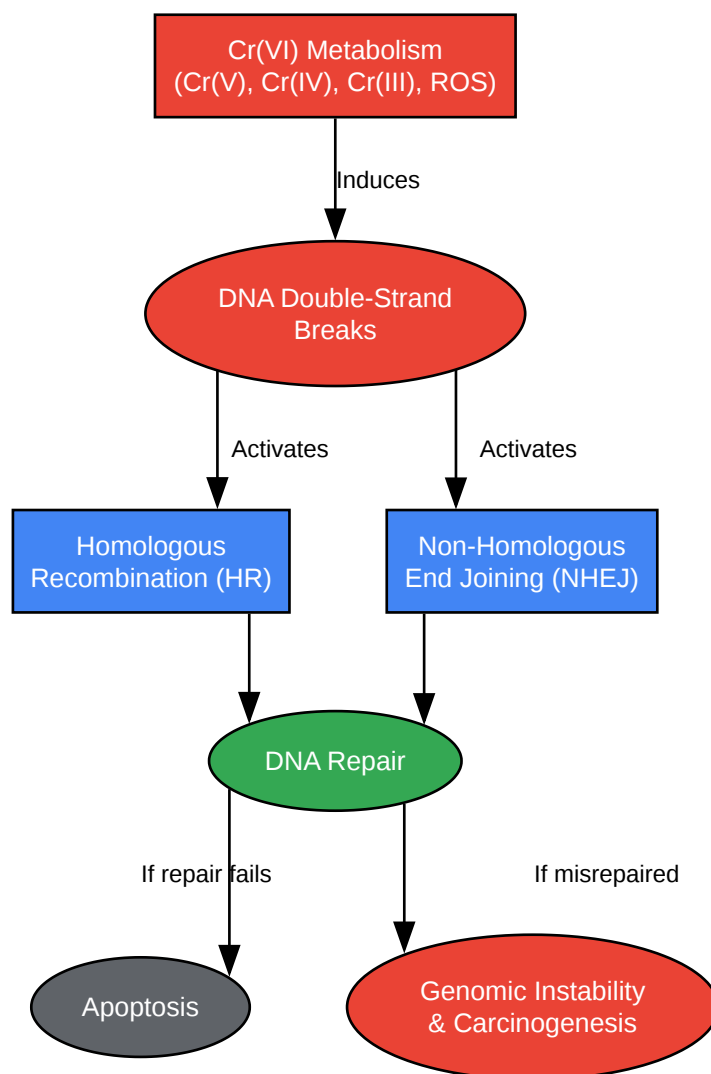 Cr(VI) Metabolism
(Cr(V), Cr(IV), Cr(III), ROS)
Induces
DNA Double-Strand
Breaks
Activates
Activates
Homologous
Recombination (HR)
Non-Homologous
End Joining (NHEJ)
DNA Repair
If repair fails
If misrepaired
Apoptosis
Genomic Instability
& Carcinogenesis